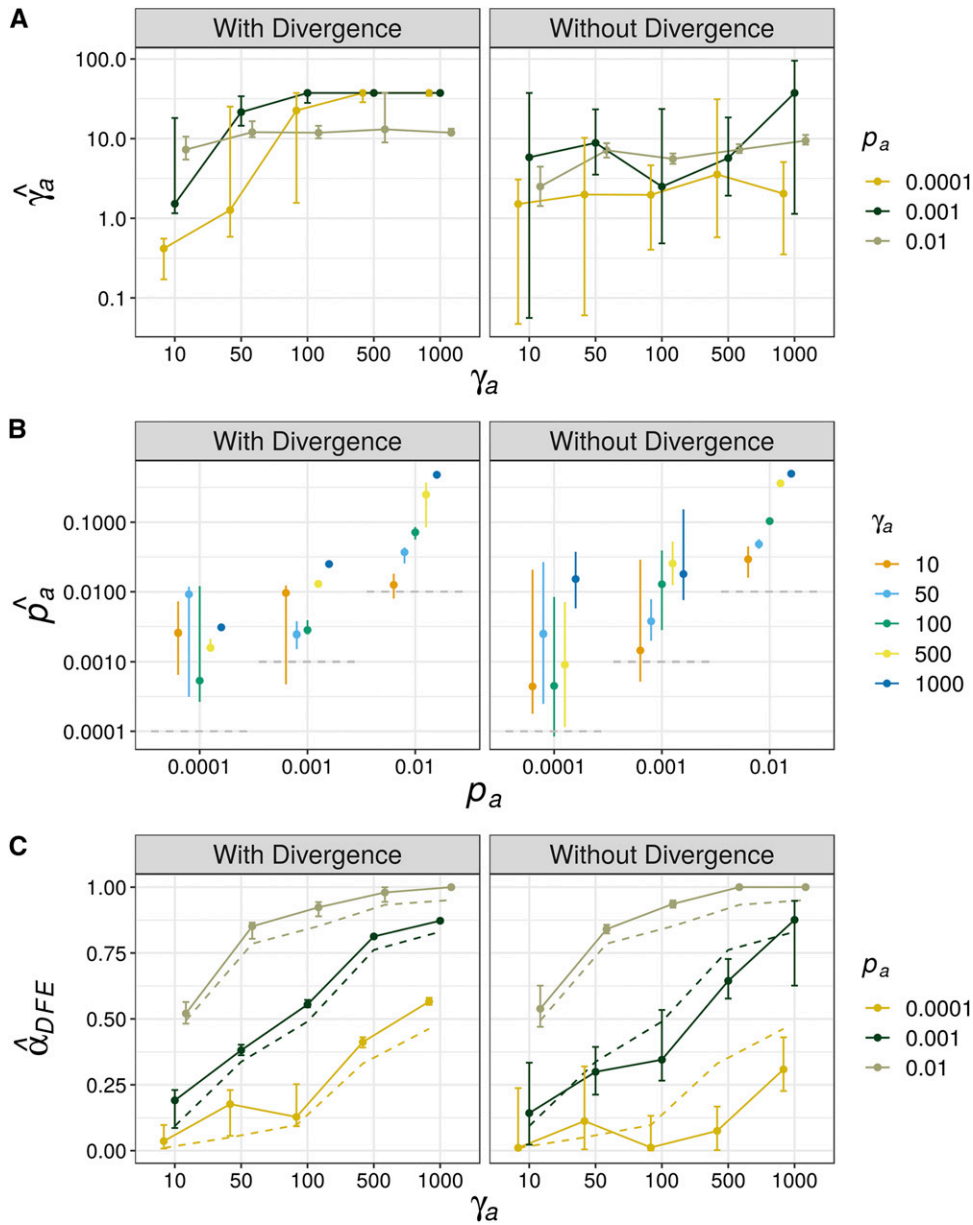 A
With Divergence
Without Divergence
100.0
10.0
1.0
0.1
γ̂a
10 50 100 500 1000
10 50 100 500 1000
γa
pa
0.0001
0.001
0.01
B
With Divergence
Without Divergence
0.1000
0.0100
0.0010
0.0001
p̂a
0.0001 0.001 0.01
0.0001 0.001 0.01
pa
γa
10
50
100
500
1000
C
With Divergence
Without Divergence
1.00
0.75
0.50
0.25
0.00
α̂DFE
10 50 100 500 1000
10 50 100 500 1000
γa
pa
0.0001
0.001
0.01